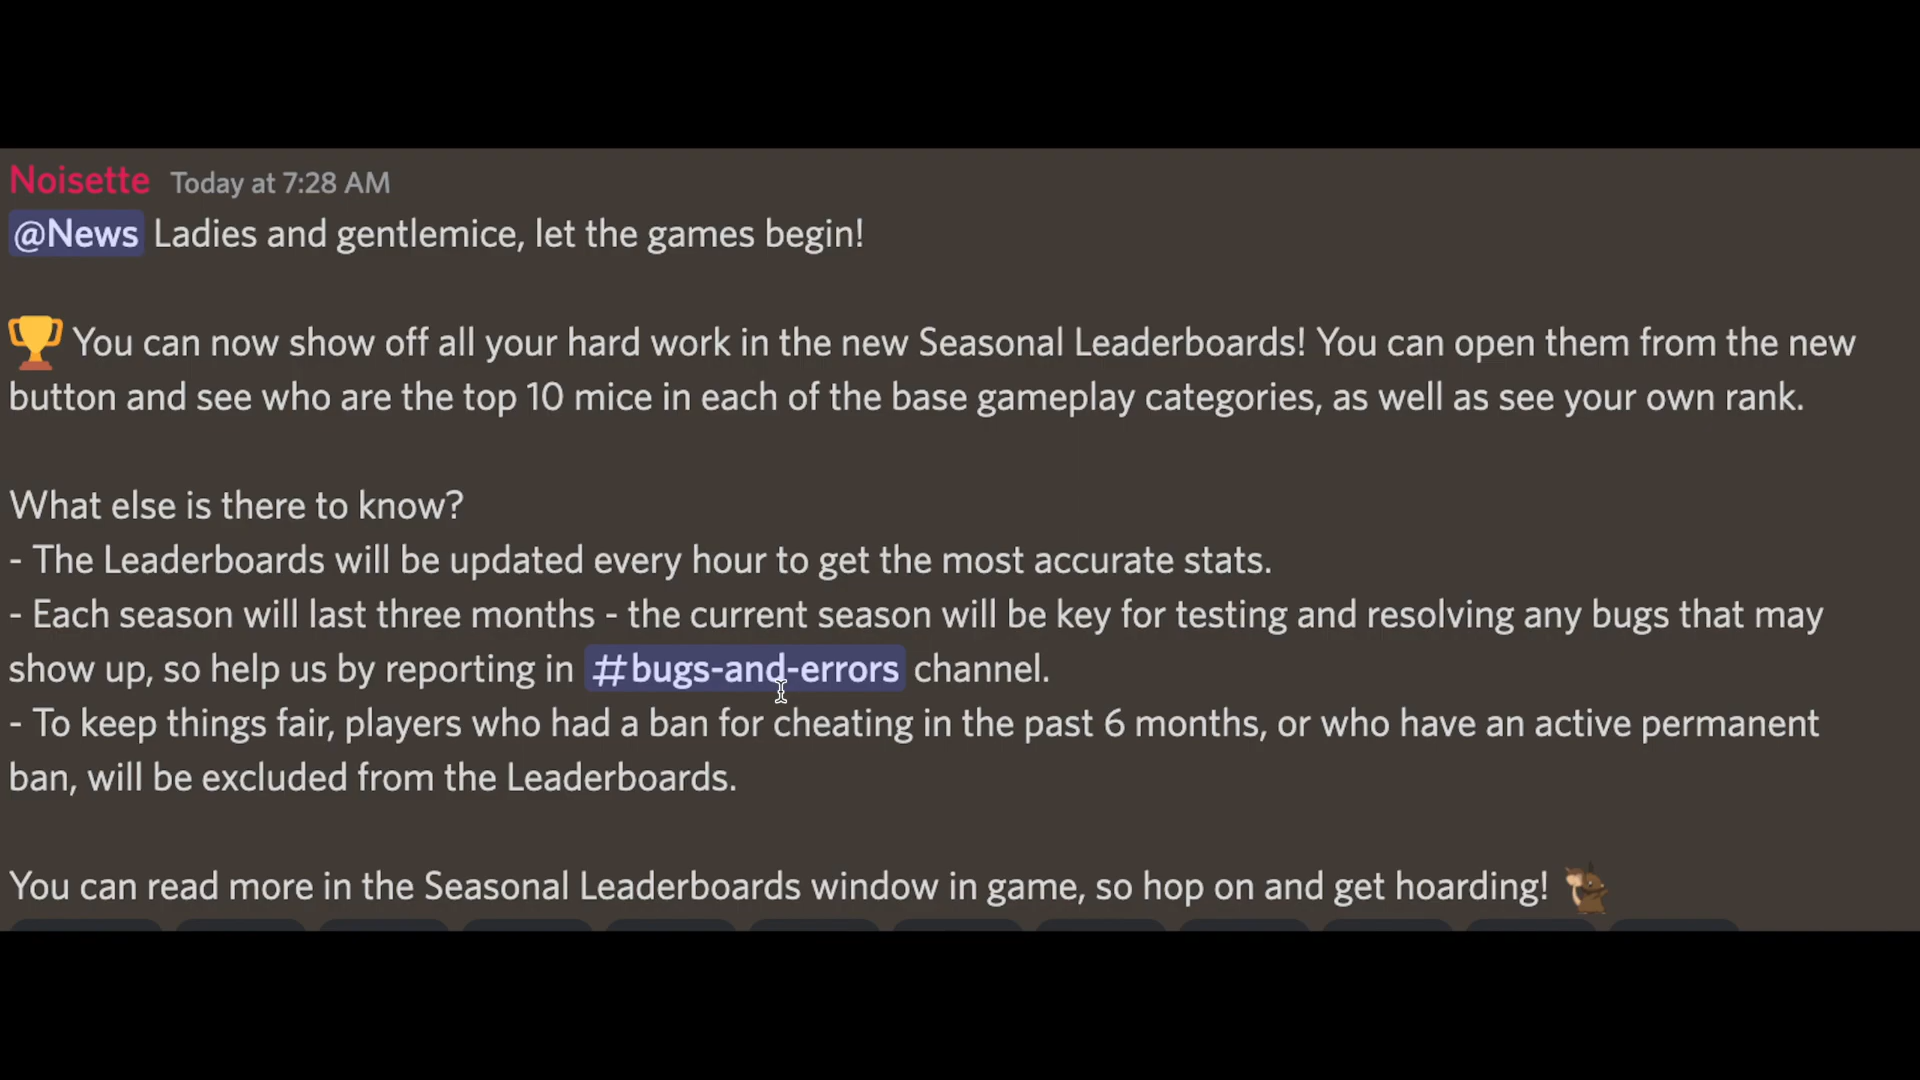 Noisette Today at 7:28 AM
@News Ladies and gentlemice, let the games begin!
You can now show off all your hard work in the new Seasonal Leaderboards! You can open them from the new
button and see who are the top 10 mice in each of the base gameplay categories, as well as see your own rank.
What else is there to know?
- The Leaderboards will be updated every hour to get the most accurate stats.
- Each season will last three months - the current season will be key for testing and resolving any bugs that may
show up, so help us by reporting in #bugs-and-errors channel.
- To keep things fair, players who had a ban for cheating in the past 6 months, or who have an active permanent
ban, will be excluded from the Leaderboards.
You can read more in the Seasonal Leaderboards window in game, so hop on and get hoarding!